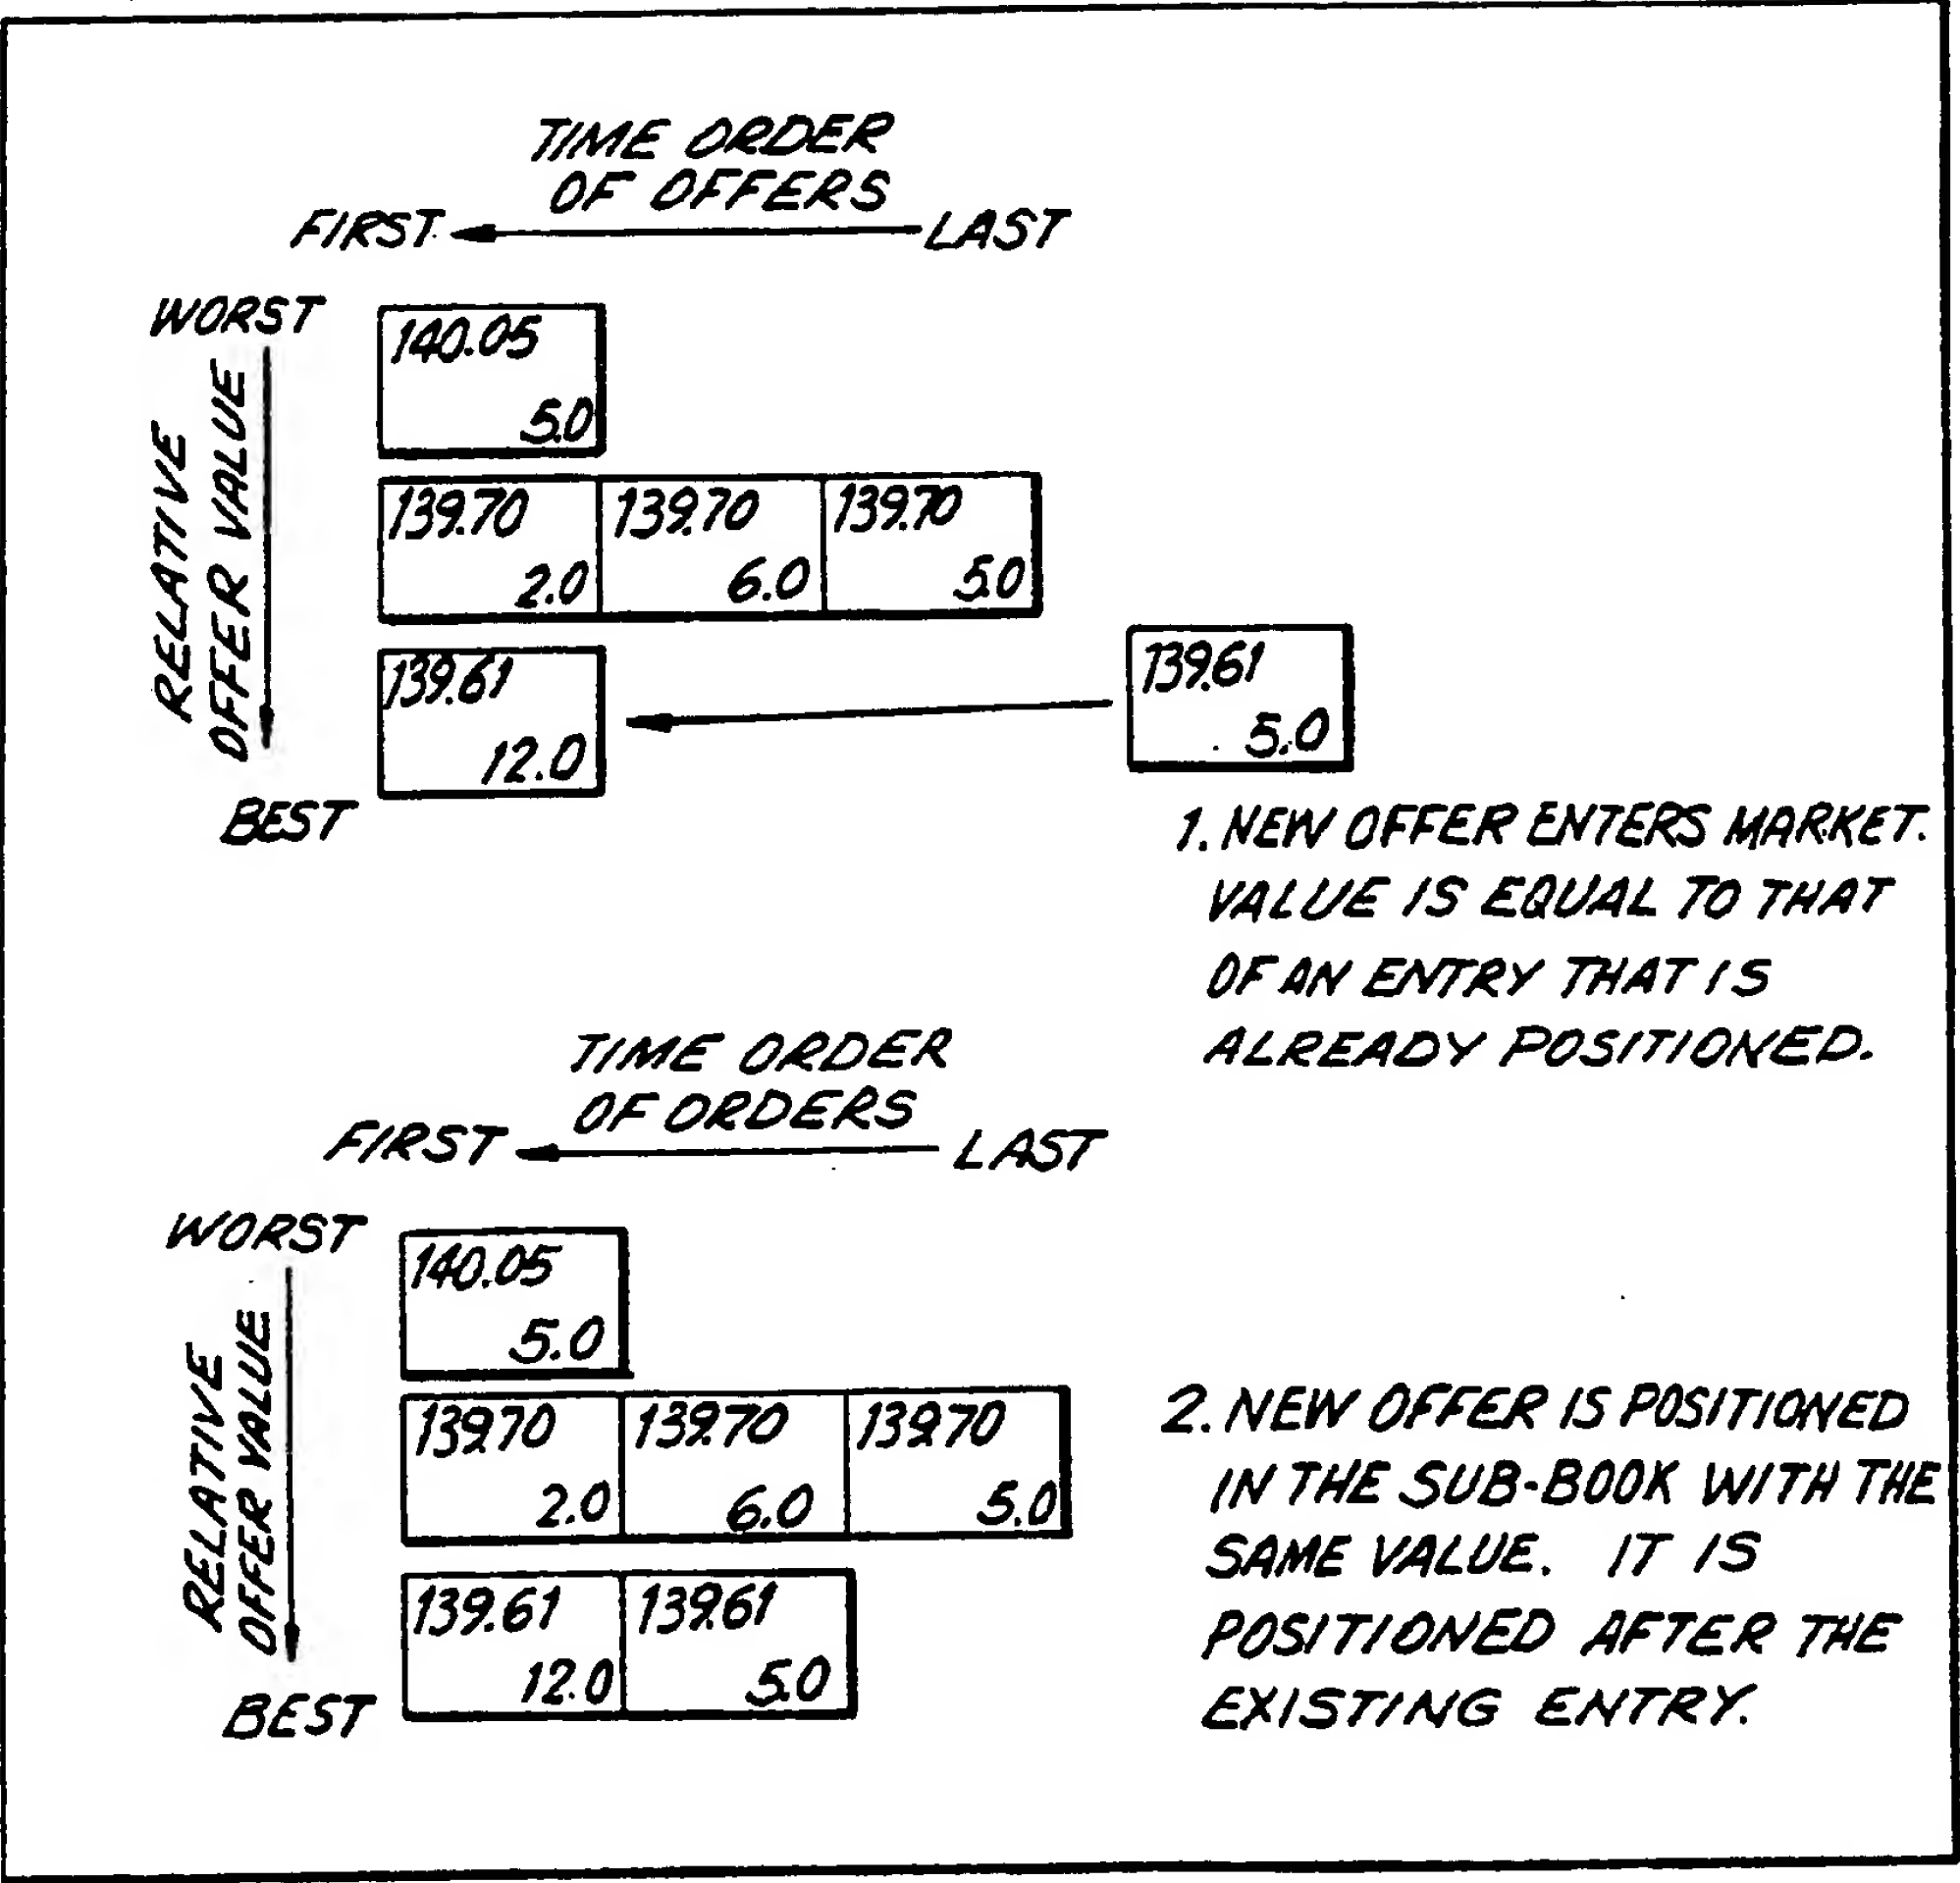 TIME ORDER
OF OFFERS
FIRST LAST
WORST
RELATIVE
OFFER VALUE
BEST
140.05
5.0
139.70 139.70 139.70
2.0 6.0 5.0
139.61
12.0
139.61
5.0
1. NEW OFFER ENTERS MARKET.
VALUE IS EQUAL TO THAT
OF AN ENTRY THAT IS
ALREADY POSITIONED.
TIME ORDER
OF ORDERS
FIRST LAST
WORST
RELATIVE
OFFER VALUE
BEST
140.05
5.0
139.70 139.70 139.70
2.0 6.0 5.0
139.61 139.61
12.0 5.0
2. NEW OFFER IS POSITIONED
IN THE SUB-BOOK WITH THE
SAME VALUE. IT IS
POSITIONED AFTER THE
EXISTING ENTRY.